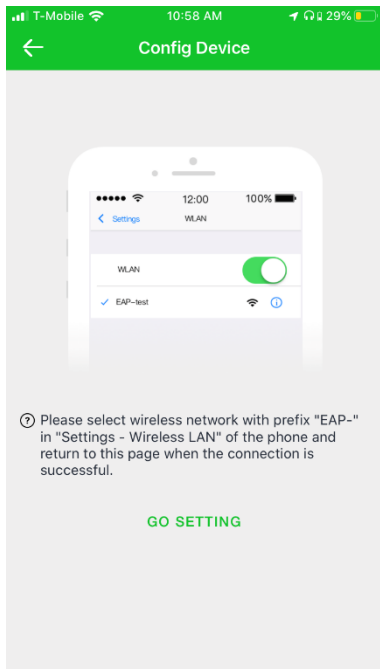 T-Mobile 10:58 AM 29%
Config Device
12:00 100%
Settings WLAN
WLAN
EAP-test
Please select wireless network with prefix "EAP-"
in "Settings - Wireless LAN" of the phone and
return to this page when the connection is
successful.
GO SETTING